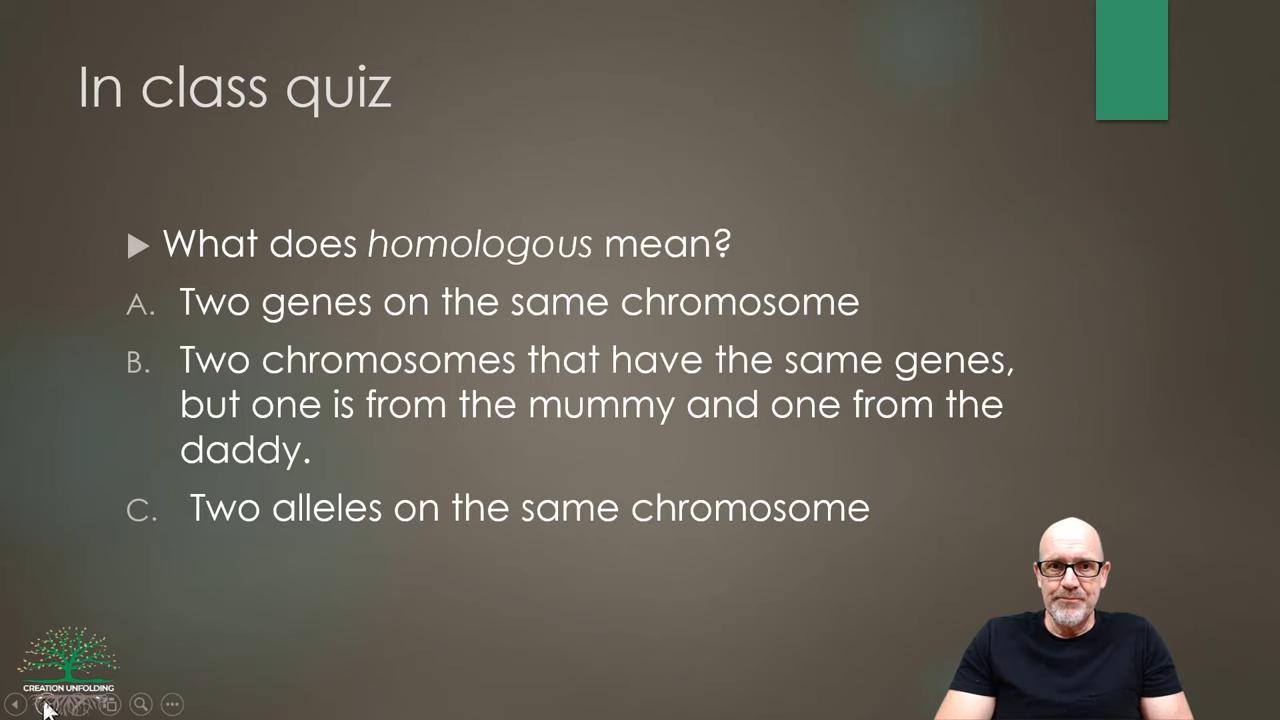 In class quiz
What does homologous mean?
A. Two genes on the same chromosome
B. Two chromosomes that have the same genes,
but one is from the mummy and one from the
daddy.
C. Two alleles on the same chromosome
CREATION UNFOLDING